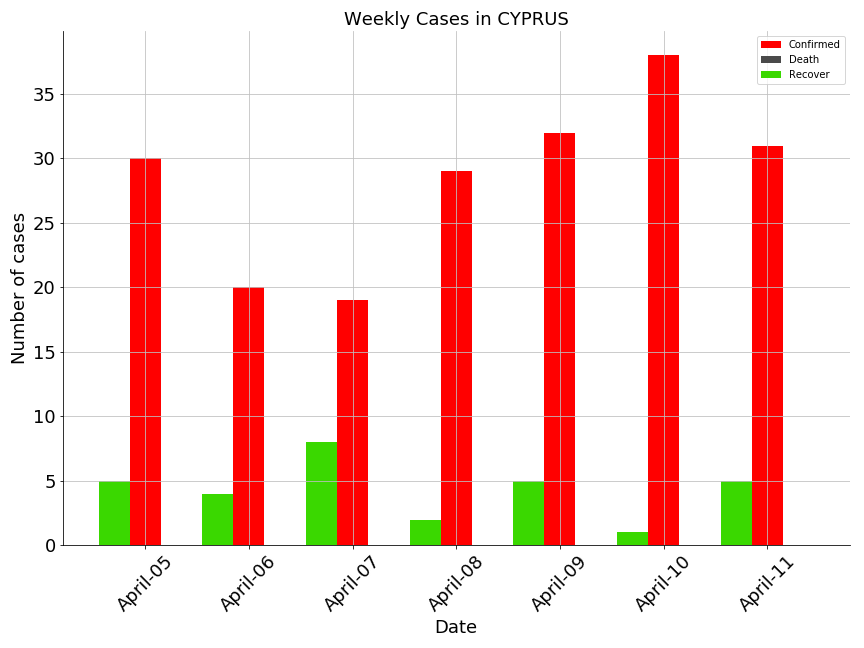 Weekly Cases in CYPRUS
Confirmed
Death
Recover
Number of cases
35
30
25
20
15
10
5
0
April-05
April-06
April-07
April-08
April-09
April-10
April-11
Date